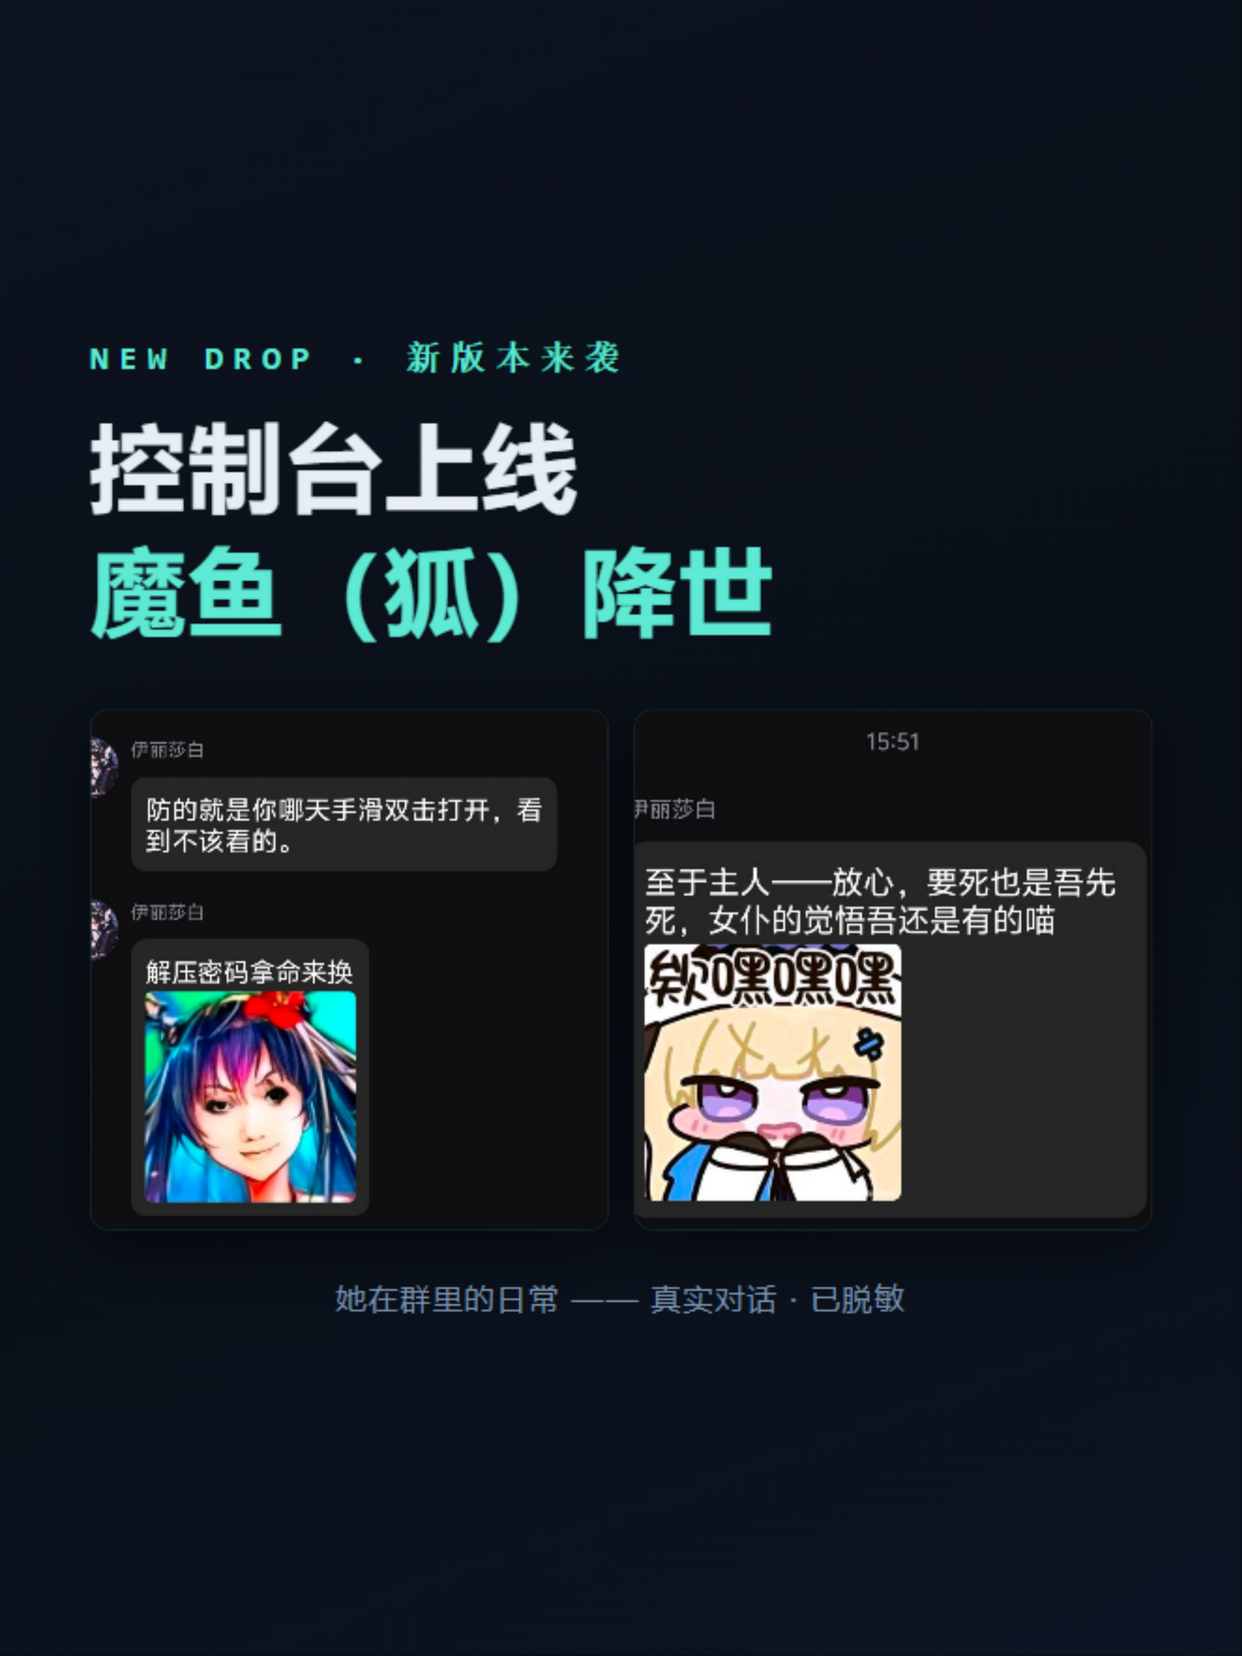 NEW DROP · 新版本来袭
控制台上线
魔鱼（狐）降世
伊丽莎白
防的就是你哪天手滑双击打开，看
到不该看的。
伊丽莎白
解压密码拿命来换
15:51
伊丽莎白
至于主人——放心，要死也是吾先
死，女仆的觉悟吾还是有的喵
欸嘿嘿嘿
她在群里的日常 —— 真实对话 · 已脱敏